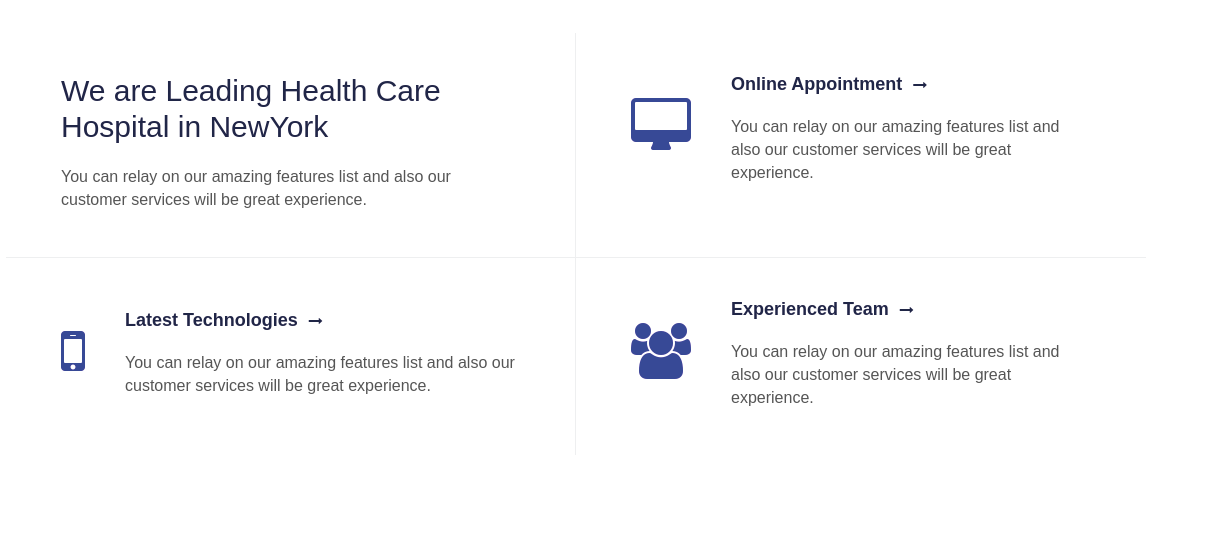 We are Leading Health Care
Hospital in NewYork
You can relay on our amazing features list and also our
customer services will be great experience.
Online Appointment
You can relay on our amazing features list and
also our customer services will be great
experience.
Latest Technologies
You can relay on our amazing features list and also our
customer services will be great experience.
Experienced Team
You can relay on our amazing features list and
also our customer services will be great
experience.